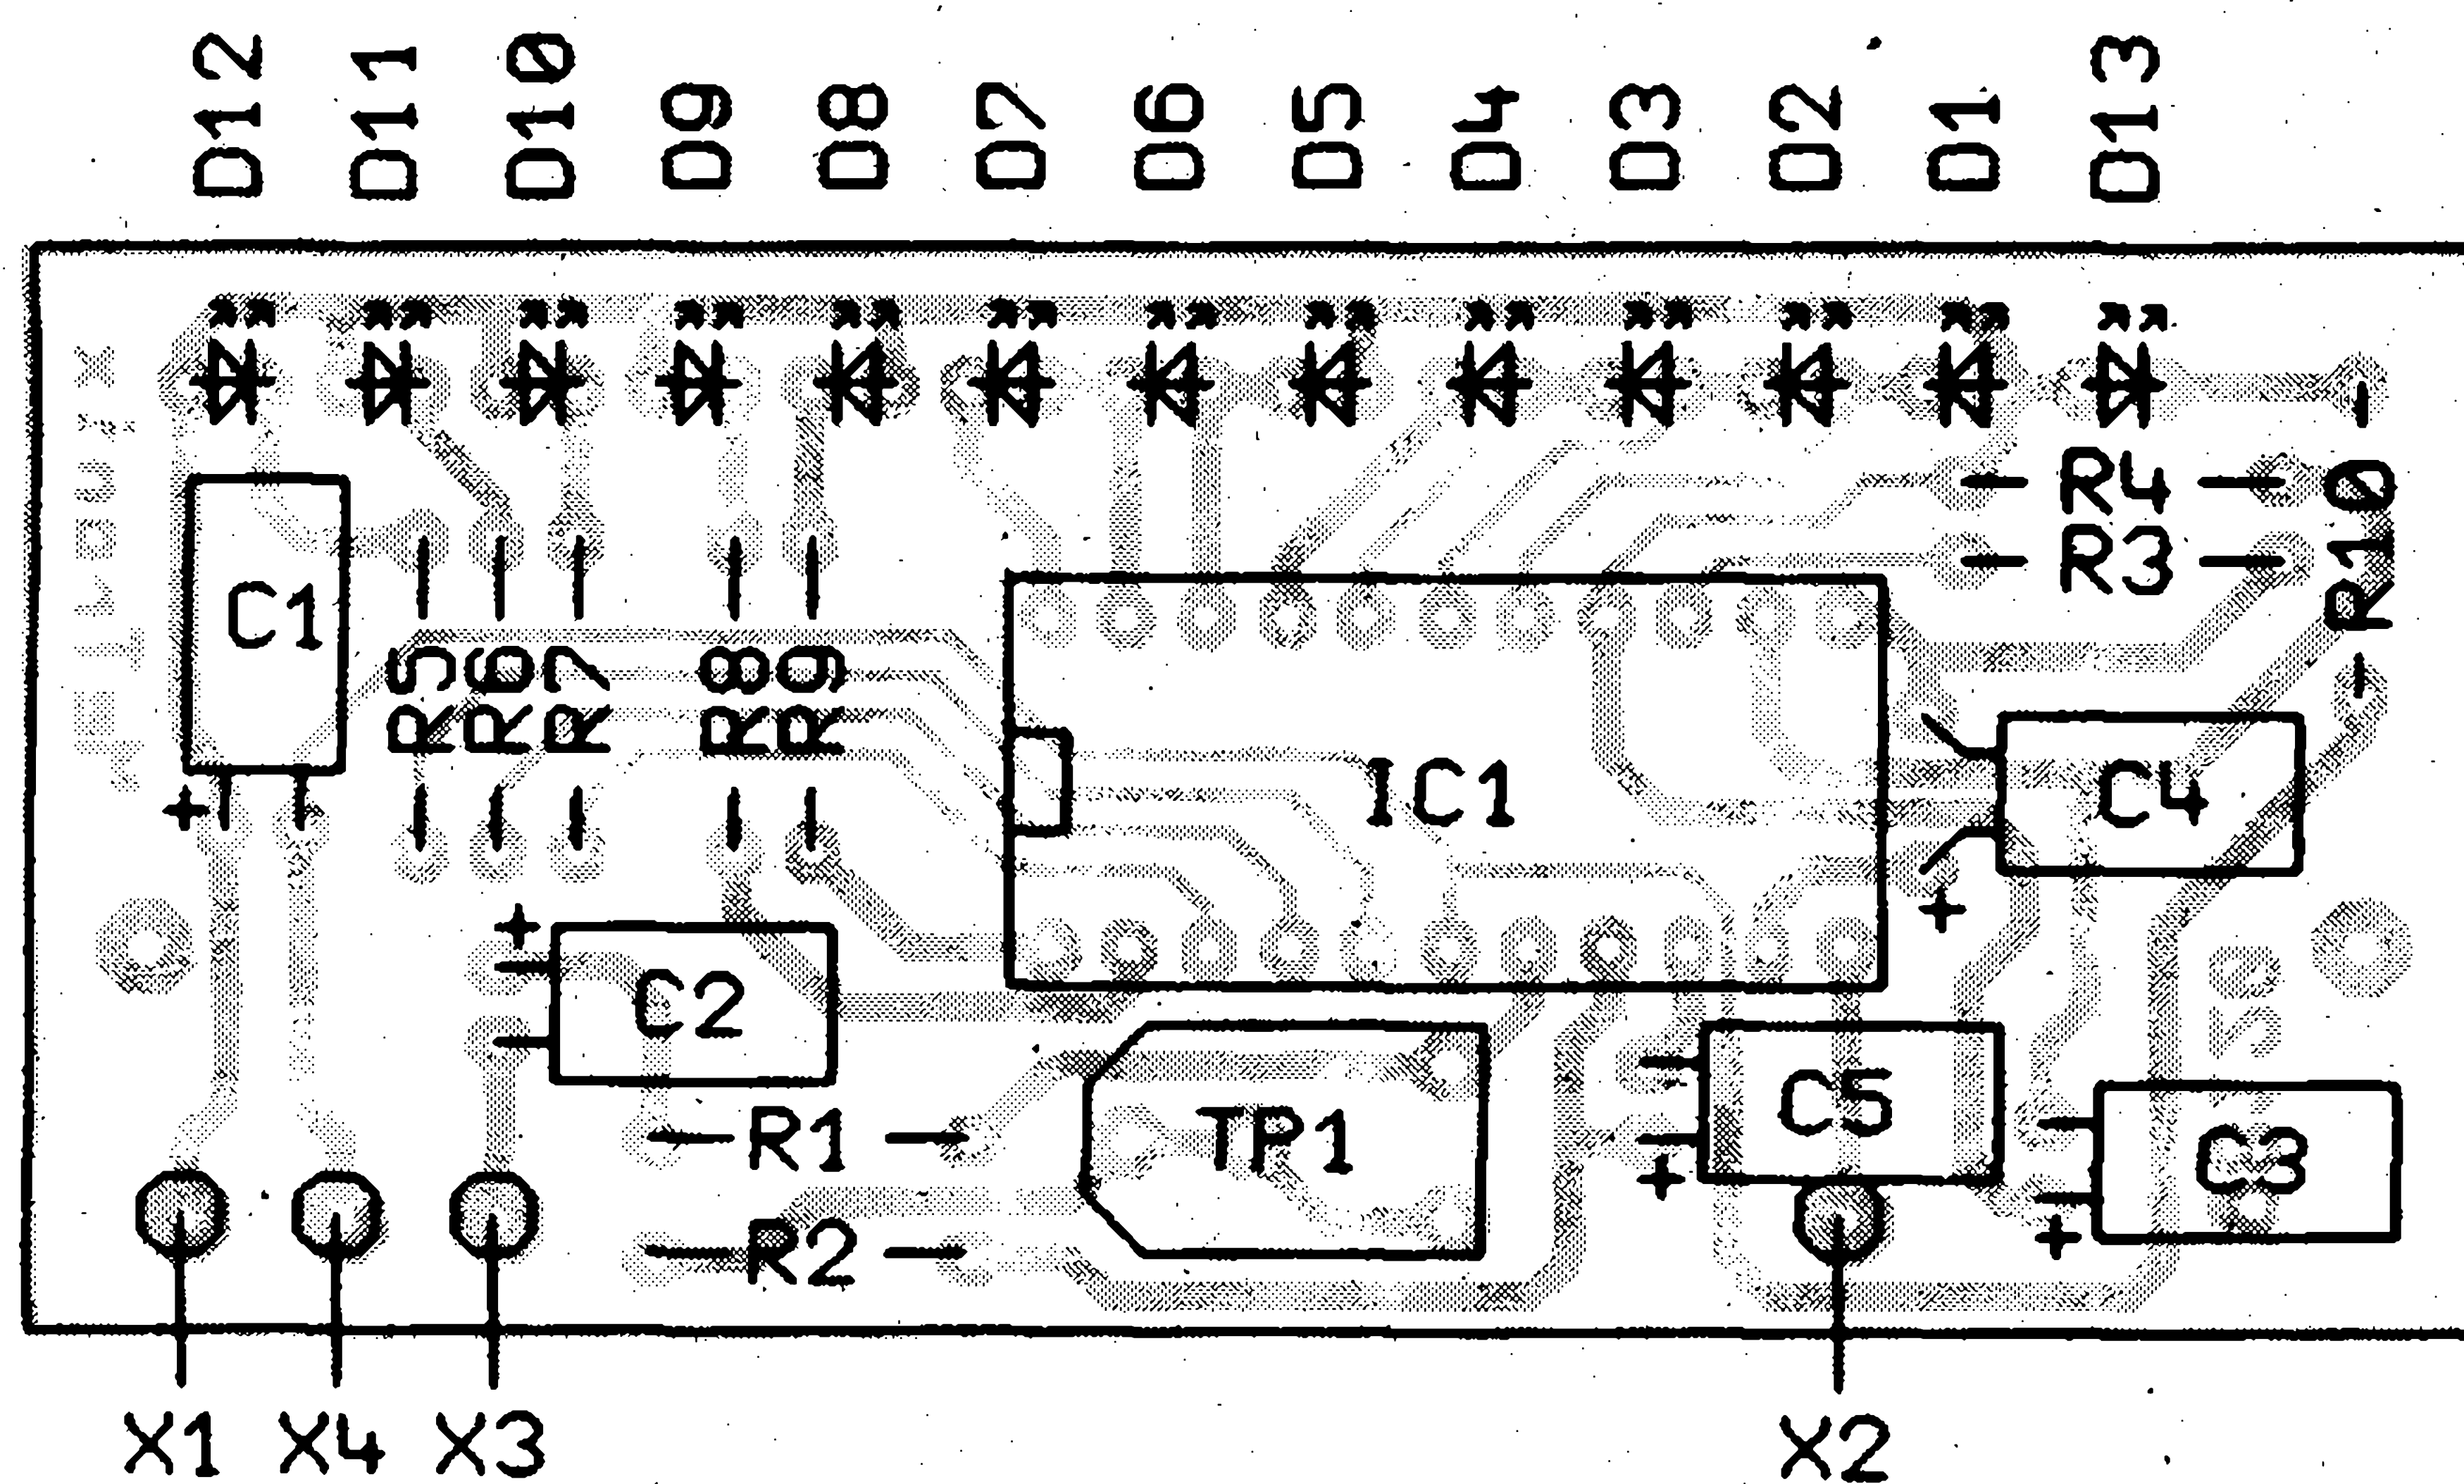 D12 D11 D10 D9 D8 D7 D6 D5 D4 D3 D2 D1 D13
R4
R10
R3
C1
R5 R6 R7 R8 R9
IC1
C4
+
+
+
C2
R1
TP1
C5
C3
+
+
R2
X1 X4 X3 X2